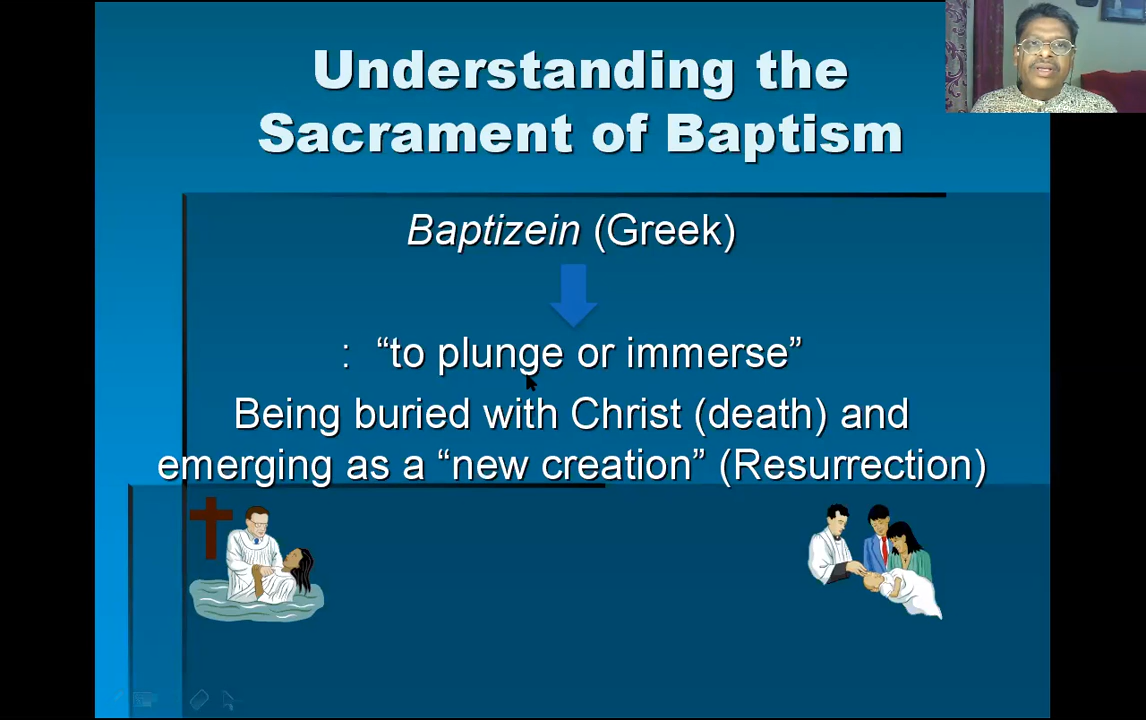 Understanding the
Sacrament of Baptism
Baptizein (Greek)
: “to plunge or immerse”
Being buried with Christ (death) and
emerging as a “new creation” (Resurrection)